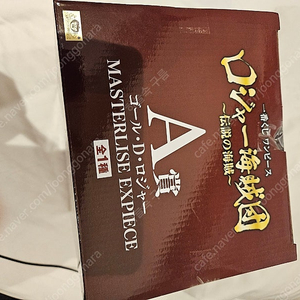 一番くじ ワンピース
ロジャー海賊団
～伝説の海賊～
A賞
ゴール・D・ロジャー
MASTERLISE EXPIECE
全1種